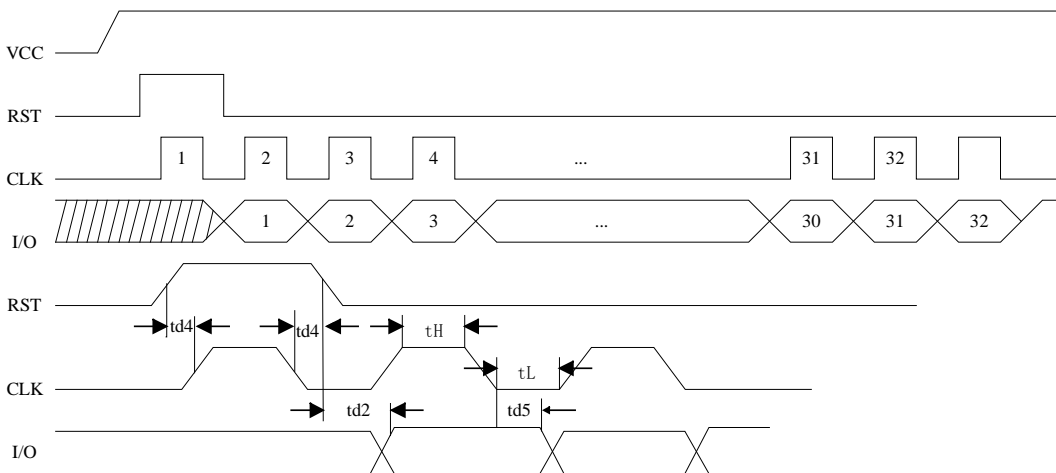 VCC
RST
CLK
1 2 3 4 ... 31 32
I/O
1 2 3 ... 30 31 32
RST
td4 td4 tH
CLK
tL
td2 td5
I/O